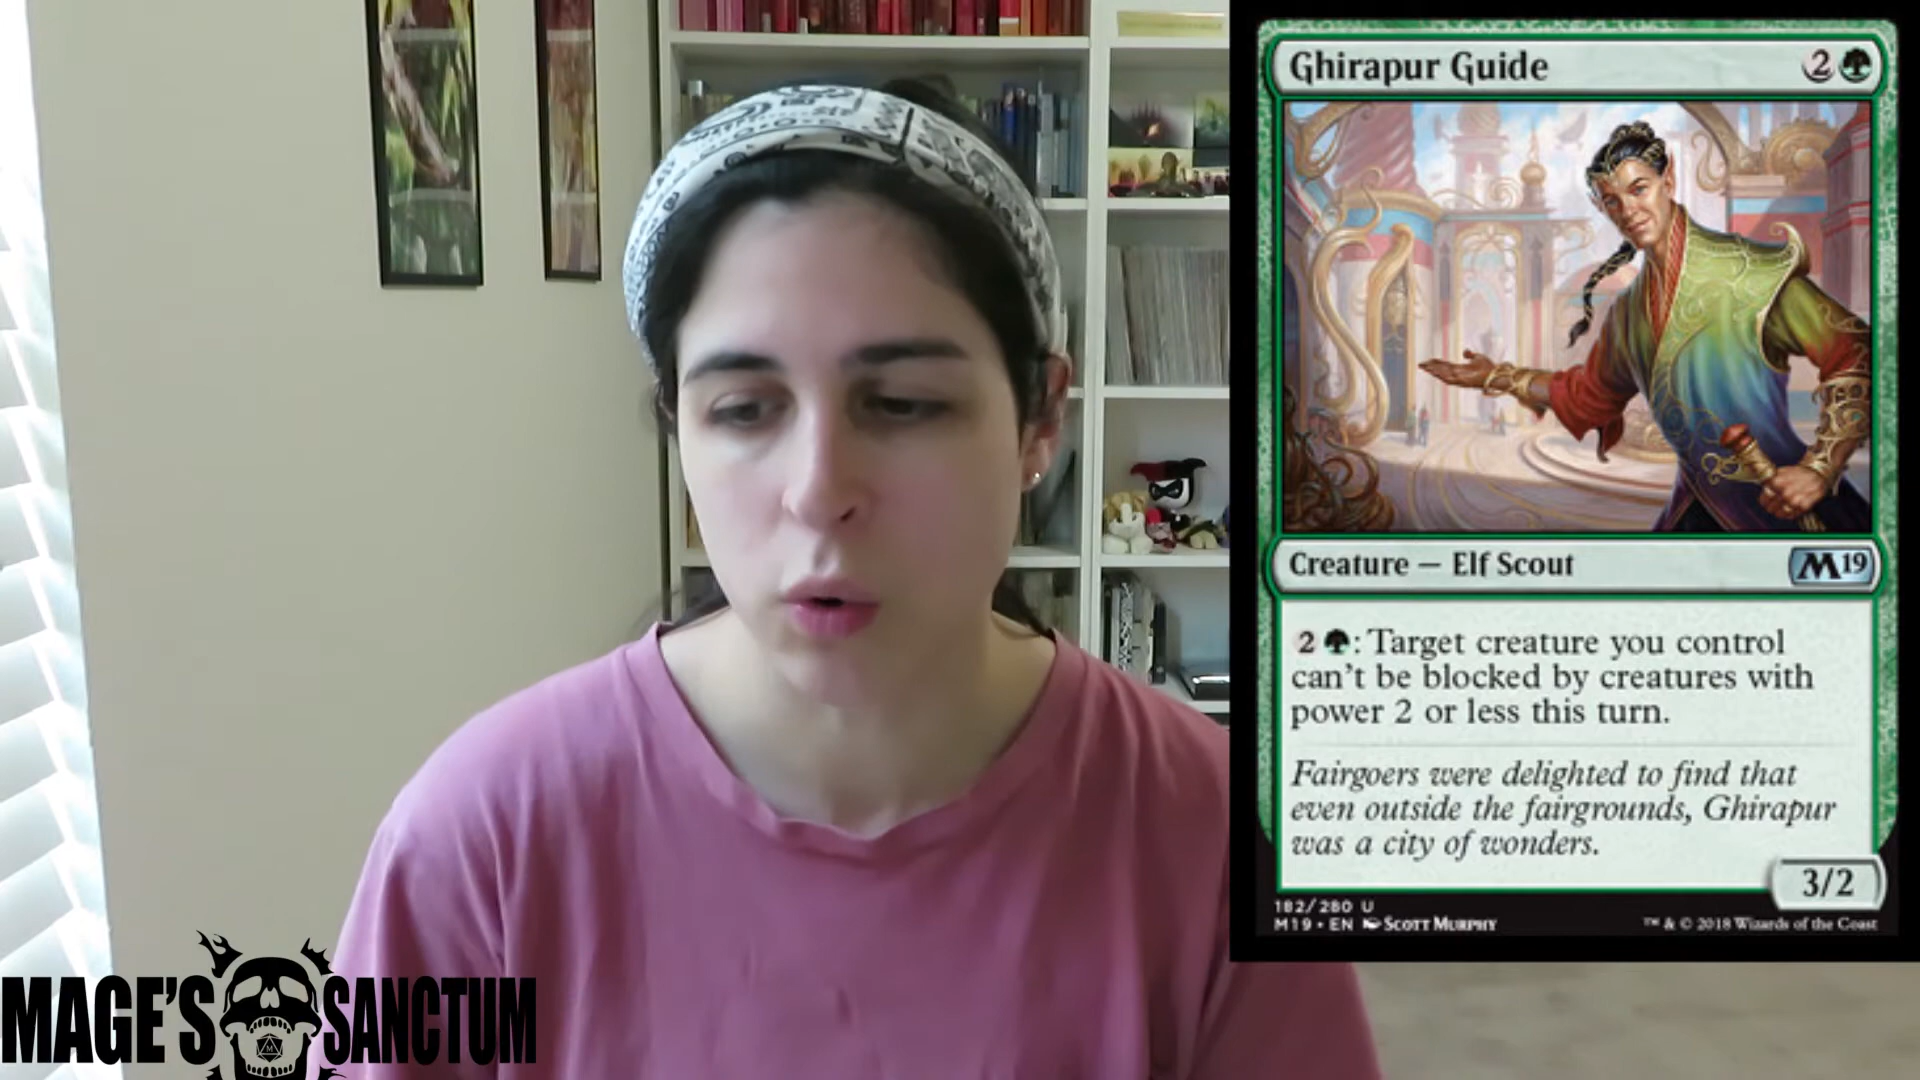 Ghirapur Guide 2
Creature — Elf Scout M19
2 : Target creature you control
can't be blocked by creatures with
power 2 or less this turn.
Fairgoers were delighted to find that
even outside the fairgrounds, Ghirapur
was a city of wonders.
3/2
182/280 U
M19 • EN Scott Murphy ™ & © 2018 Wizards of the Coast
MAGE'S SANCTUM